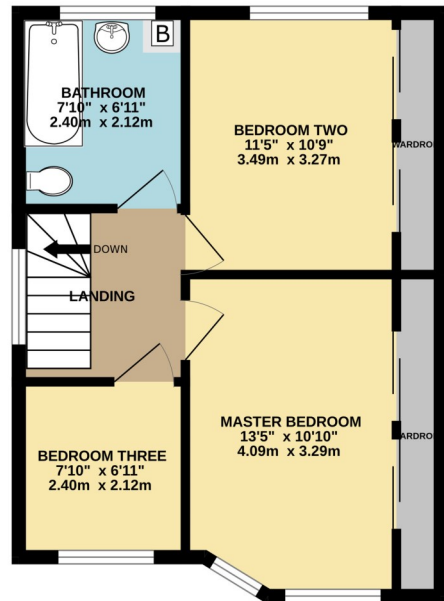 B
BATHROOM
7'10" x 6'11"
2.40m x 2.12m
BEDROOM TWO
11'5" x 10'9"
3.49m x 3.27m
WARDROB
DOWN
LANDING
MASTER BEDROOM
13'5" x 10'10"
4.09m x 3.29m
ARDROB
BEDROOM THREE
7'10" x 6'11"
2.40m x 2.12m